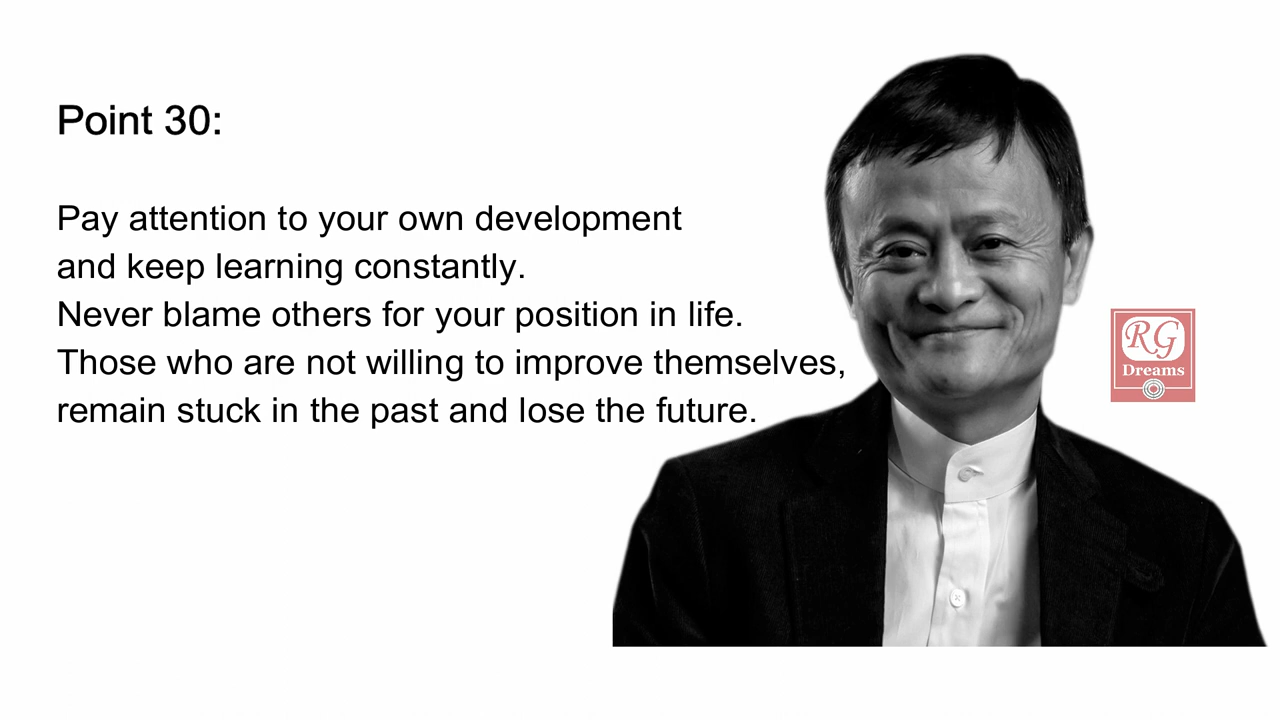 Point 30:
Pay attention to your own development
and keep learning constantly.
Never blame others for your position in life.
Those who are not willing to improve themselves,
remain stuck in the past and lose the future.
RG
Dreams